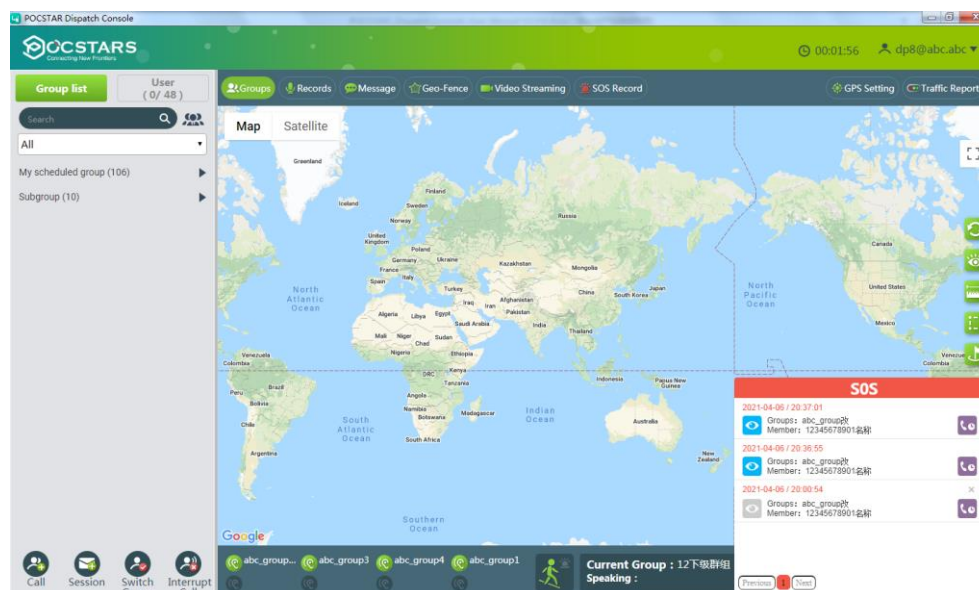 POCSTAR Dispatch Console
POCSTARS
Connecting New Frontiers
00:01:56
dp8@abc.abc
Group list
User
( 0/ 48 )
Groups
Records
Message
Geo-Fence
Video Streaming
SOS Record
GPS Setting
Traffic Report
Search
All
My scheduled group (106)
Subgroup (10)
Map
Satellite
Greenland
Iceland
Finland
Sweden
Norway
Russia
United
Kingdom
Poland
Germany
Ukraine
France
Kazakhstan
Mongolia
Italy
Spain
Turkey
North
Atlantic
Ocean
Iraq
Iran
Afghanistan
Pakistan
China
South Korea
Japan
Algeria
Libya
Egypt
Saudi Arabia
India
Thailand
Mali
Niger
Chad
Sudan
Nigeria
Ethiopia
Venezuela
Colombia
DRC
Kenya
Tanzania
Indonesia
Papua New
Guinea
Peru
Brazil
Bolivia
Angola
Namibia
Botswana
Madagascar
Chile
South
Atlantic
Ocean
South Africa
Indian
Ocean
Australia
Argentina
New
Zealand
Southern
Ocean
North
Pacific
Ocean
Canada
United States
Mexico
Colombia
Google
SOS
2021-04-06 / 20:37:01
Groups: abc_group改
Member: 12345678901名称
2021-04-06 / 20:36:55
Groups: abc_group改
Member: 12345678901名称
2021-04-06 / 20:00:54
Groups: abc_group改
Member: 12345678901名称
Previous
1
Next
Call
Session
Switch
Interrupt
abc_group...
abc_group3
abc_group4
abc_group1
Current Group : 12下级群组
Speaking :